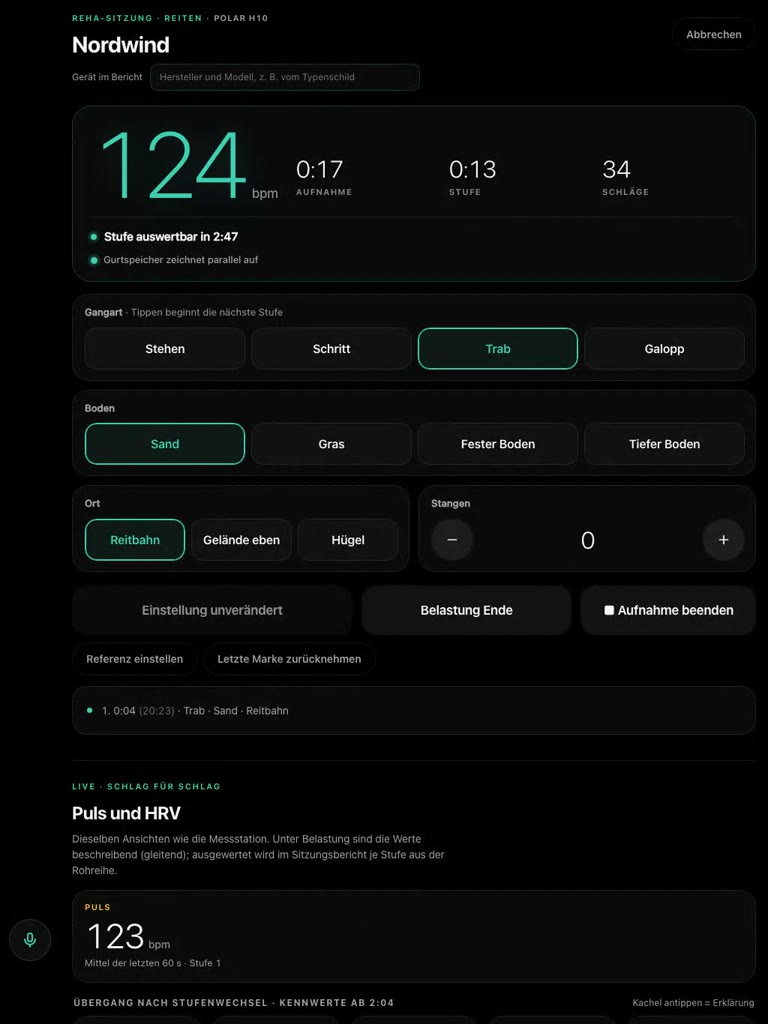 REHA-SITZUNG · REITEN · POLAR H10
Nordwind
Abbrechen
Gerät im Bericht
Hersteller und Modell, z. B. vom Typenschild
124 bpm
0:17
AUFNAHME
0:13
STUFE
34
SCHLÄGE
Stufe auswertbar in 2:47
Gurtspeicher zeichnet parallel auf
Gangart · Tippen beginnt die nächste Stufe
Stehen
Schritt
Trab
Galopp
Boden
Sand
Gras
Fester Boden
Tiefer Boden
Ort
Reitbahn
Gelände eben
Hügel
Stangen
−
0
+
Einstellung unverändert
Belastung Ende
Aufnahme beenden
Referenz einstellen
Letzte Marke zurücknehmen
1. 0:04 (20:23) · Trab · Sand · Reitbahn
LIVE · SCHLAG FÜR SCHLAG
Puls und HRV
Dieselben Ansichten wie die Messstation. Unter Belastung sind die Werte
beschreibend (gleitend); ausgewertet wird im Sitzungsbericht je Stufe aus der
Rohreihe.
PULS
123 bpm
Mittel der letzten 60 s · Stufe 1
ÜBERGANG NACH STUFENWECHSEL · KENNWERTE AB 2:04
Kachel antippen = Erklärung